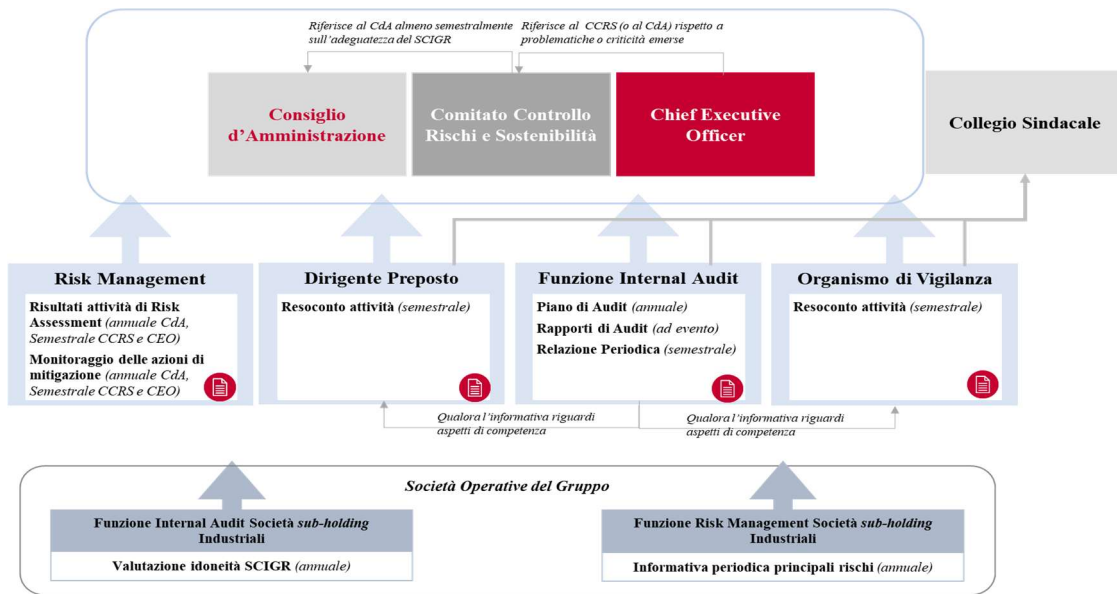 Riferisce al CdA almeno semestralmente
sull'adeguatezza del SCIGR
Riferisce al CCRS (o al CdA) rispetto a
problematiche o criticità emerse
Consiglio
d'Amministrazione
Comitato Controllo
Rischi e Sostenibilità
Chief Executive
Officer
Collegio Sindacale
Risk Management
Risultati attività di Risk
Assessment (annuale CdA,
Semestrale CCRS e CEO)
Monitoraggio delle azioni di
mitigazione (annuale CdA,
Semestrale CCRS e CEO)
Dirigente Preposto
Resoconto attività (semestrale)
Funzione Internal Audit
Piano di Audit (annuale)
Rapporti di Audit (ad evento)
Relazione Periodica (semestrale)
Organismo di Vigilanza
Resoconto attività (semestrale)
Qualora l'informativa riguardi
aspetti di competenza
Qualora l'informativa riguardi
aspetti di competenza
Società Operative del Gruppo
Funzione Internal Audit Società sub-holding
Industriali
Valutazione idoneità SCIGR (annuale)
Funzione Risk Management Società sub-holding
Industriali
Informativa periodica principali rischi (annuale)